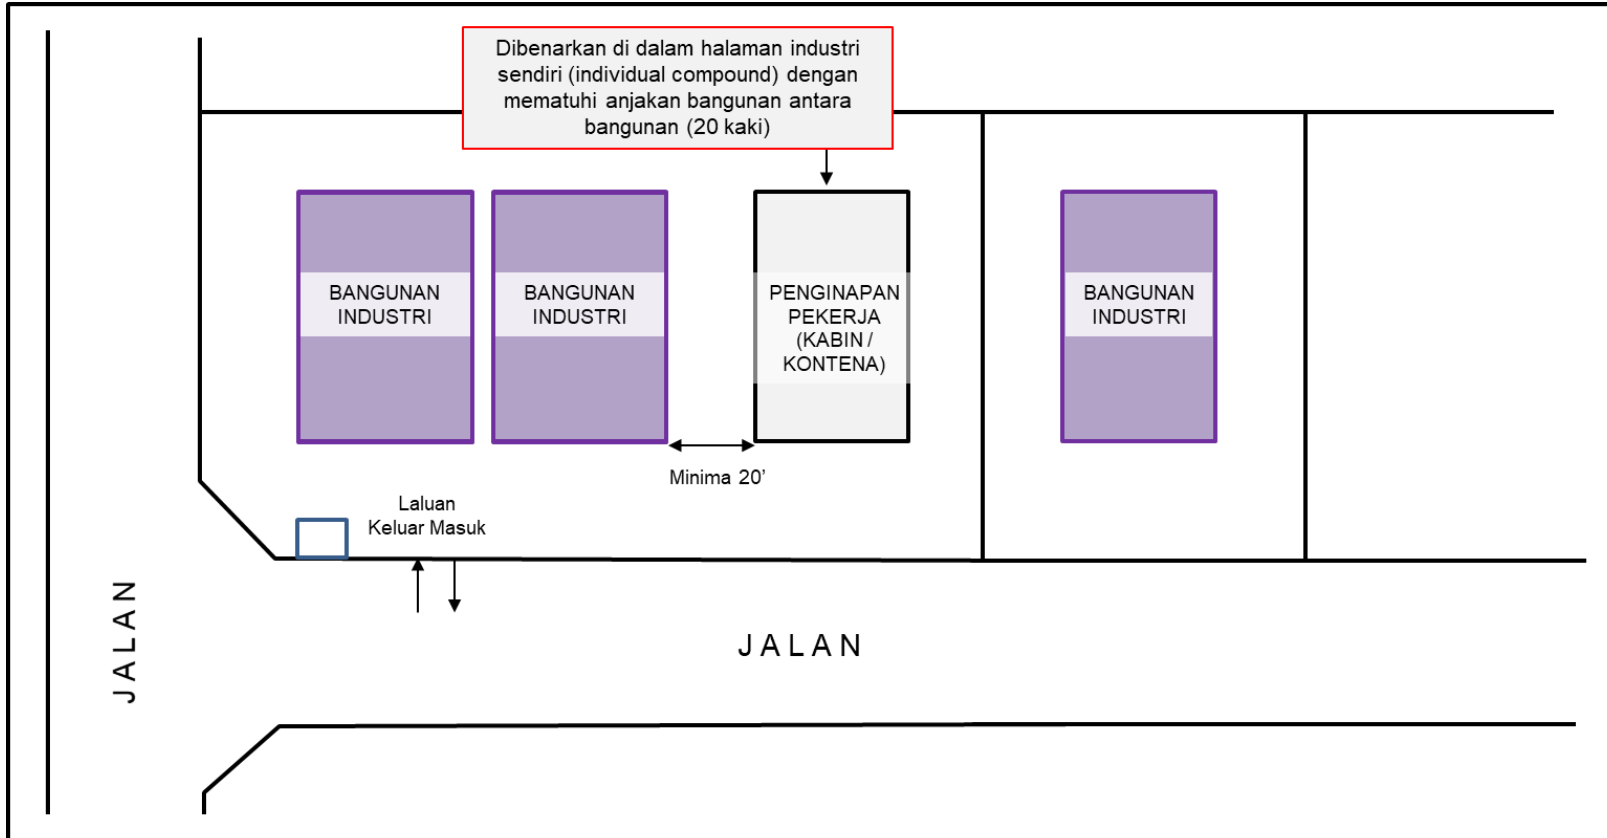 Dibenarkan di dalam halaman industri
sendiri (individual compound) dengan
mematuhi anjakan bangunan antara
bangunan (20 kaki)
BANGUNAN
INDUSTRI
BANGUNAN
INDUSTRI
PENGINAPAN
PEKERJA
(KABIN /
KONTENA)
BANGUNAN
INDUSTRI
Minima 20’
Laluan
Keluar Masuk
JALAN
JALAN